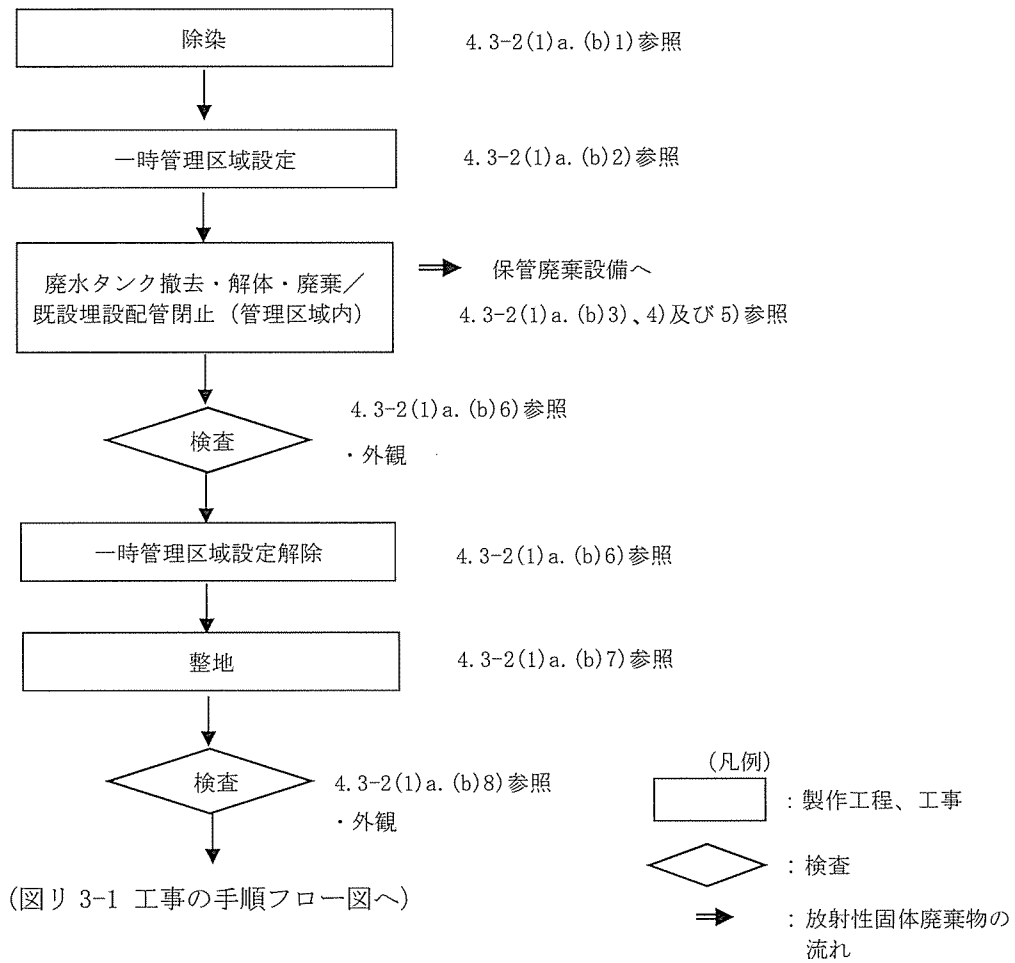 除染
4.3-2(1)a.(b)1)参照
一時管理区域設定
4.3-2(1)a.(b)2)参照
廃水タンク撤去・解体・廃棄／
既設埋設配管閉止（管理区域内）
保管廃棄設備へ
4.3-2(1)a.(b)3)、4)及び5)参照
検査
4.3-2(1)a.(b)6)参照
・外観
一時管理区域設定解除
4.3-2(1)a.(b)6)参照
整地
4.3-2(1)a.(b)7)参照
検査
4.3-2(1)a.(b)8)参照
・外観
(図リ 3-1 工事の手順フロー図へ)
(凡例)
：製作工程、工事
：検査
：放射性固体廃棄物の
流れ